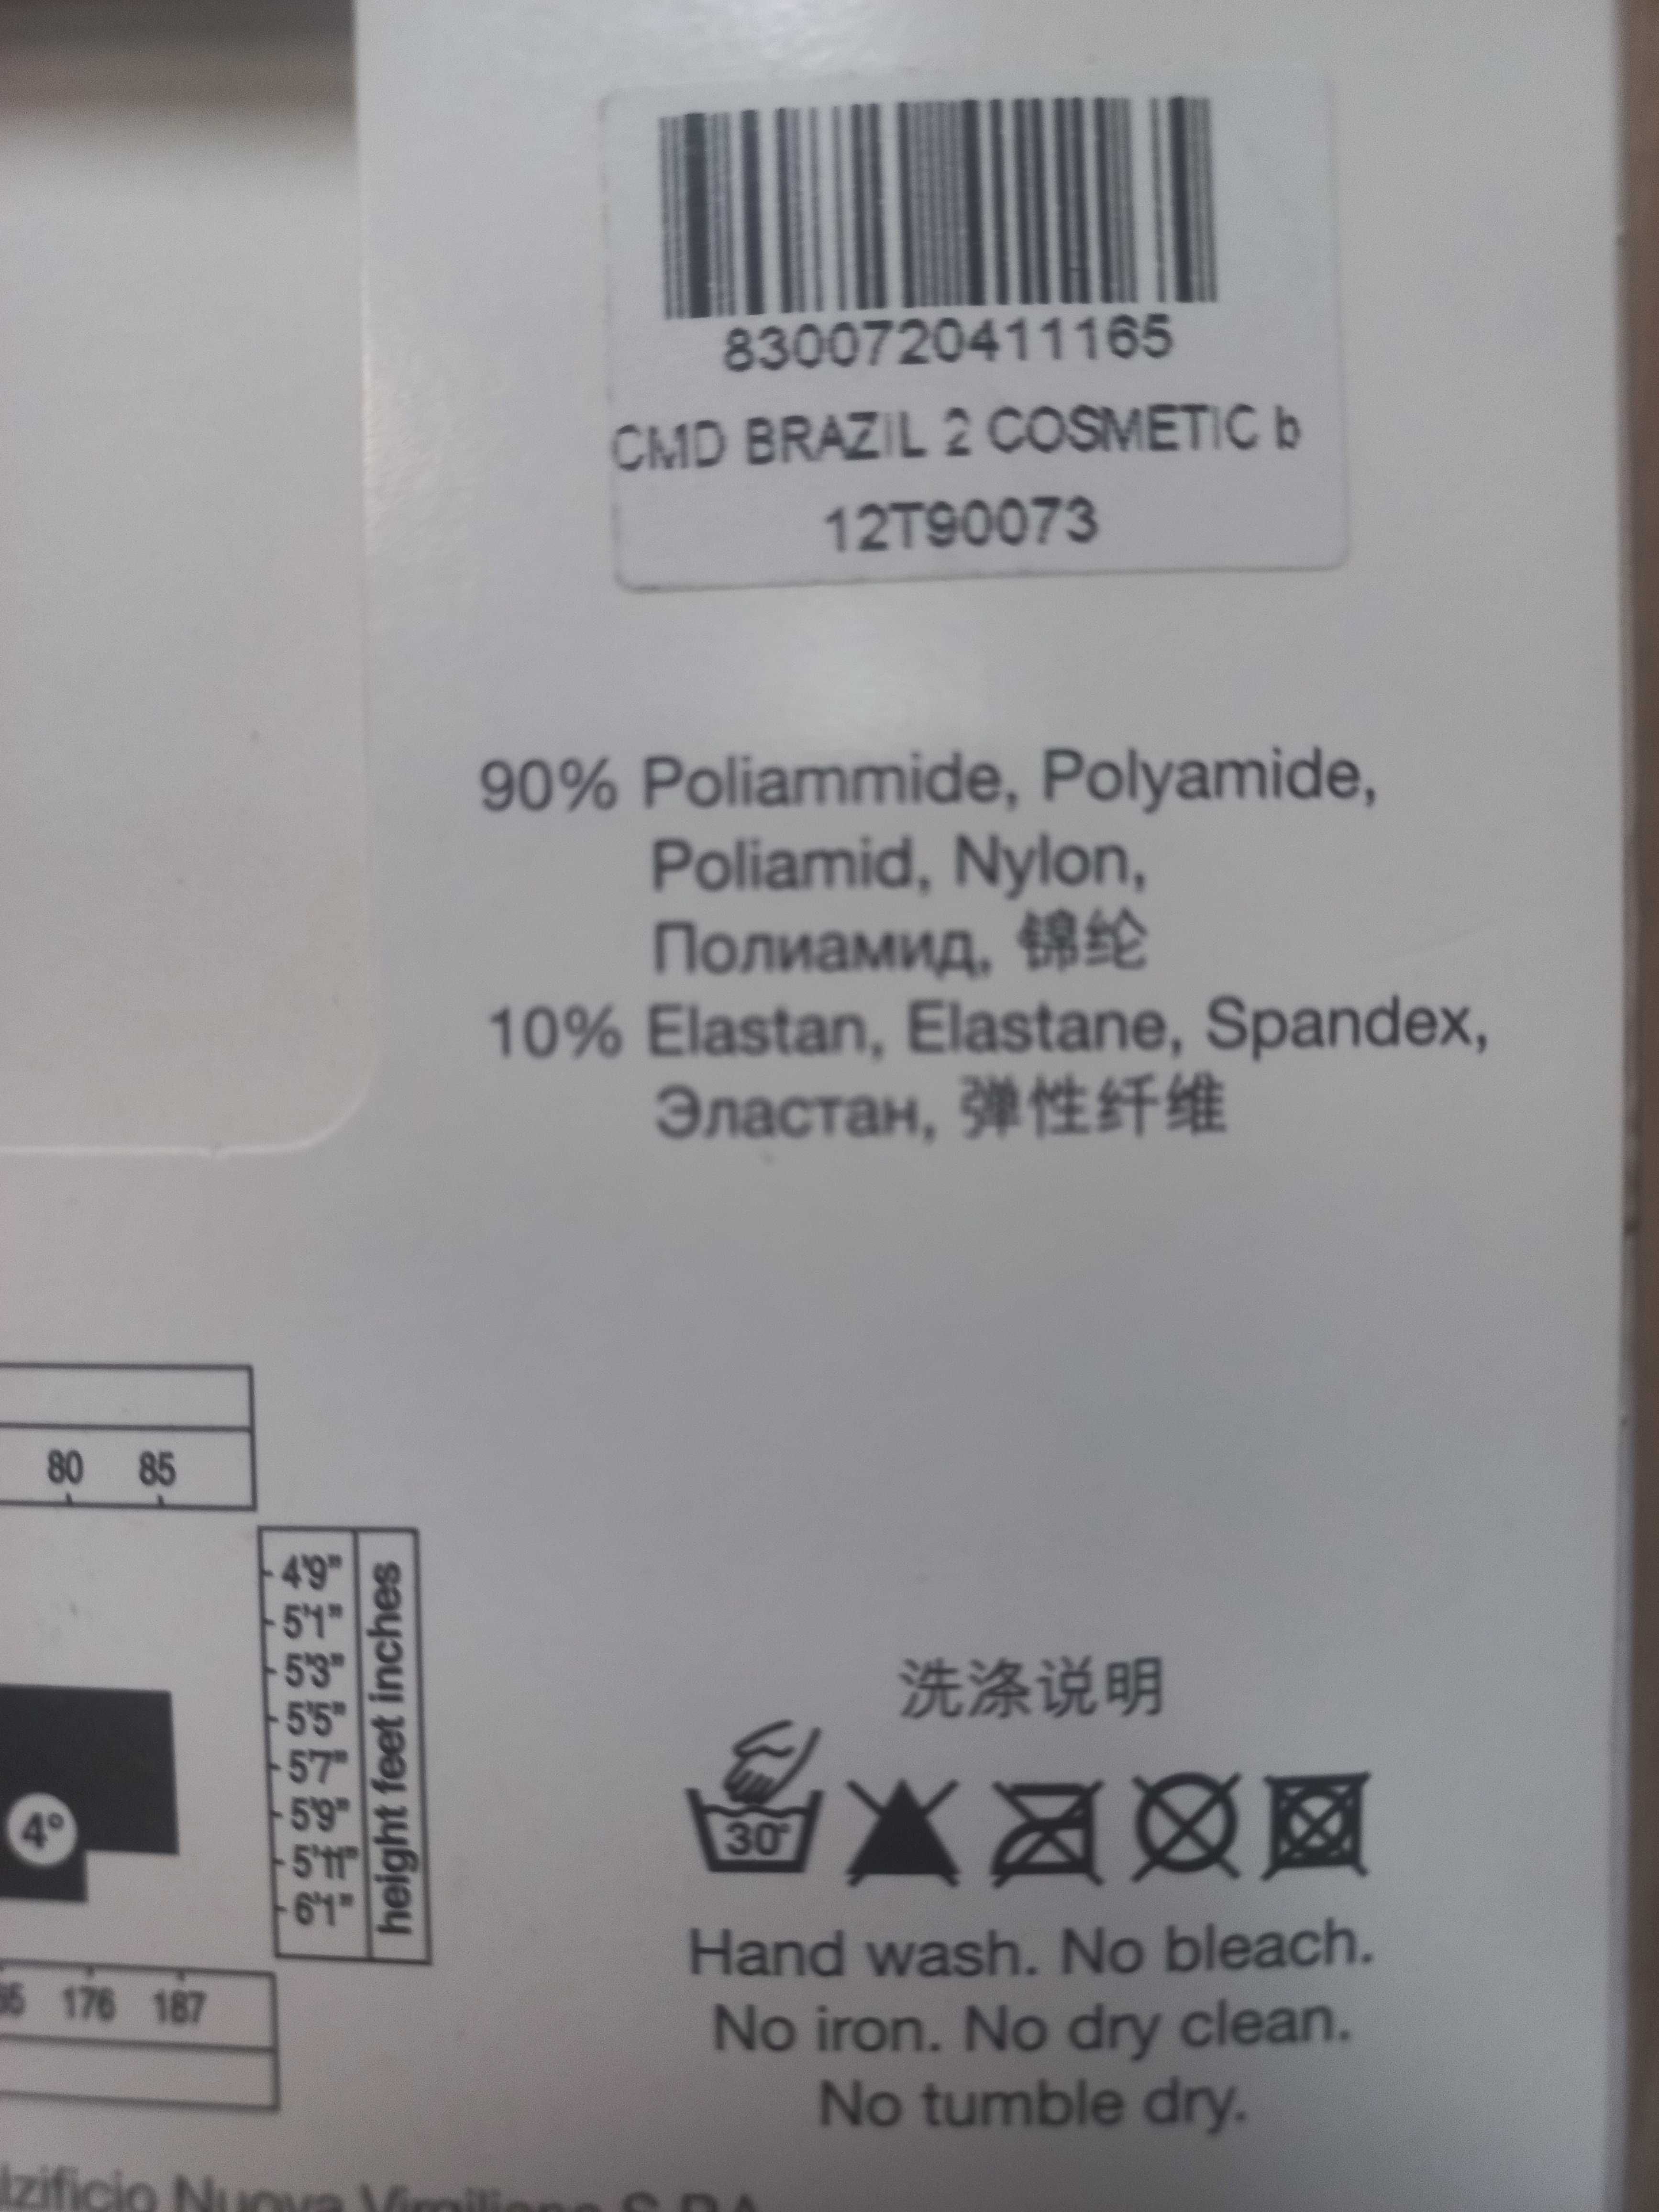 8300720411165
CMD BRAZIL 2 COSMETIC b
12T90073
90% Poliammide, Polyamide,
Poliamid, Nylon,
Полиамид, 锦纶
10% Elastan, Elastane, Spandex,
Эластан, 弹性纤维
80 85
4'9"
5'1"
5'3"
5'5"
5'7"
5'9"
5'11"
6'1"
height feet inches
4°
176 187
洗涤说明
30°
Hand wash. No bleach.
No iron. No dry clean.
No tumble dry.
lzificio Nuova Virgiliana S.P.A.